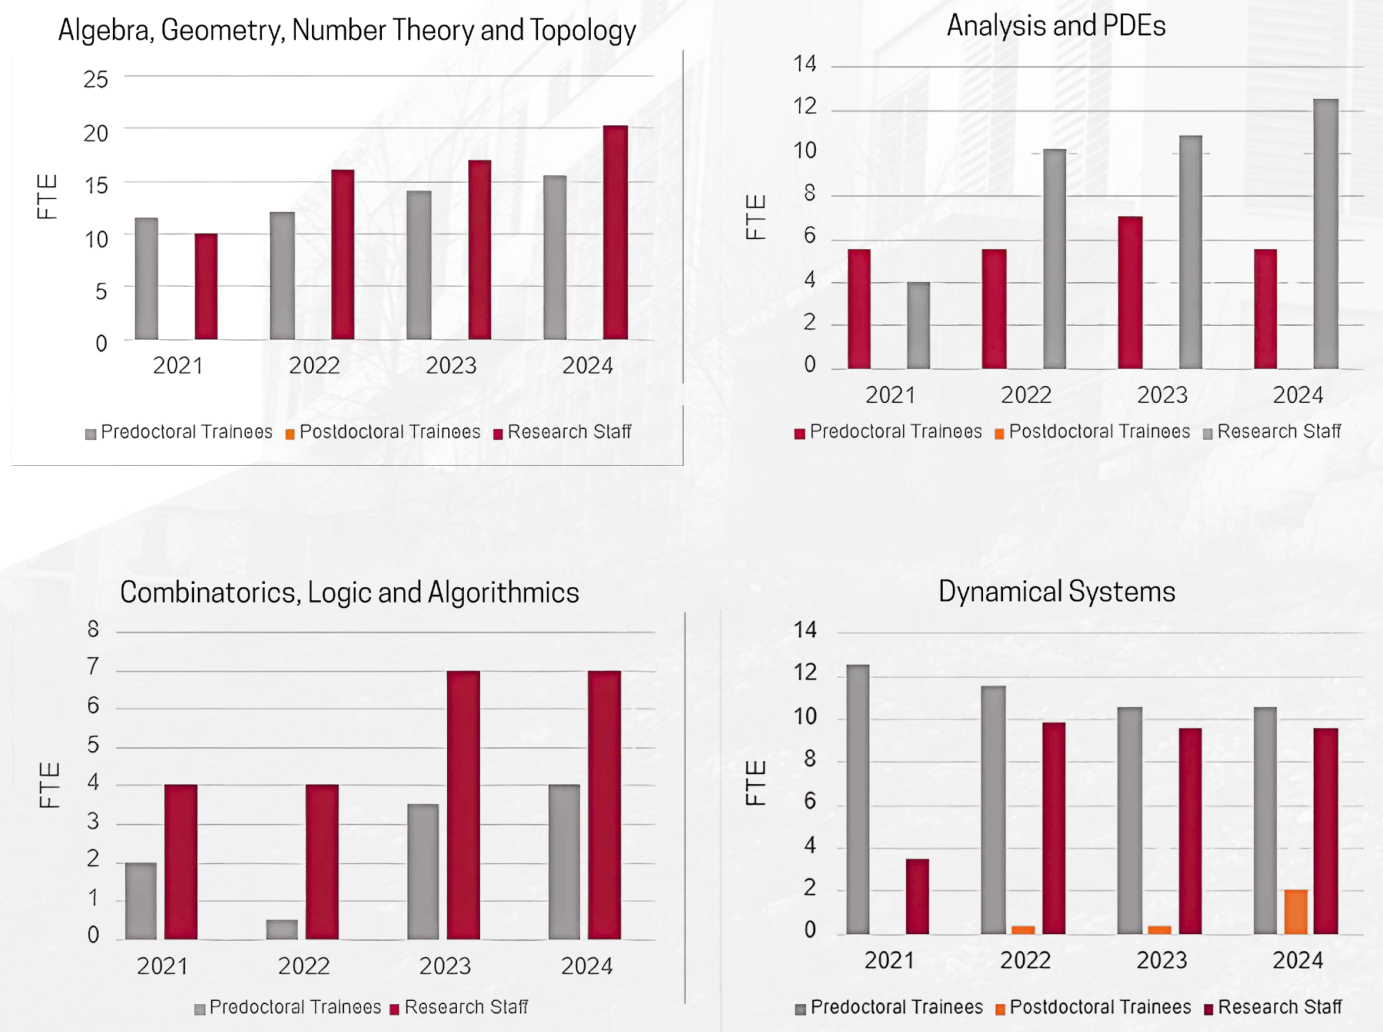 Algebra, Geometry, Number Theory and Topology
25
20
15
10
5
0
FTE
2021 2022 2023 2024
Predoctoral Trainees Postdoctoral Trainees Research Staff
Analysis and PDEs
14
12
10
8
6
4
2
0
FTE
2021 2022 2023 2024
Predoctoral Trainees Postdoctoral Trainees Research Staff
Combinatorics, Logic and Algorithmics
8
7
6
5
4
3
2
1
0
FTE
2021 2022 2023 2024
Predoctoral Trainees Research Staff
Dynamical Systems
14
12
10
8
6
4
2
0
FTE
2021 2022 2023 2024
Predoctoral Trainees Postdoctoral Trainees Research Staff